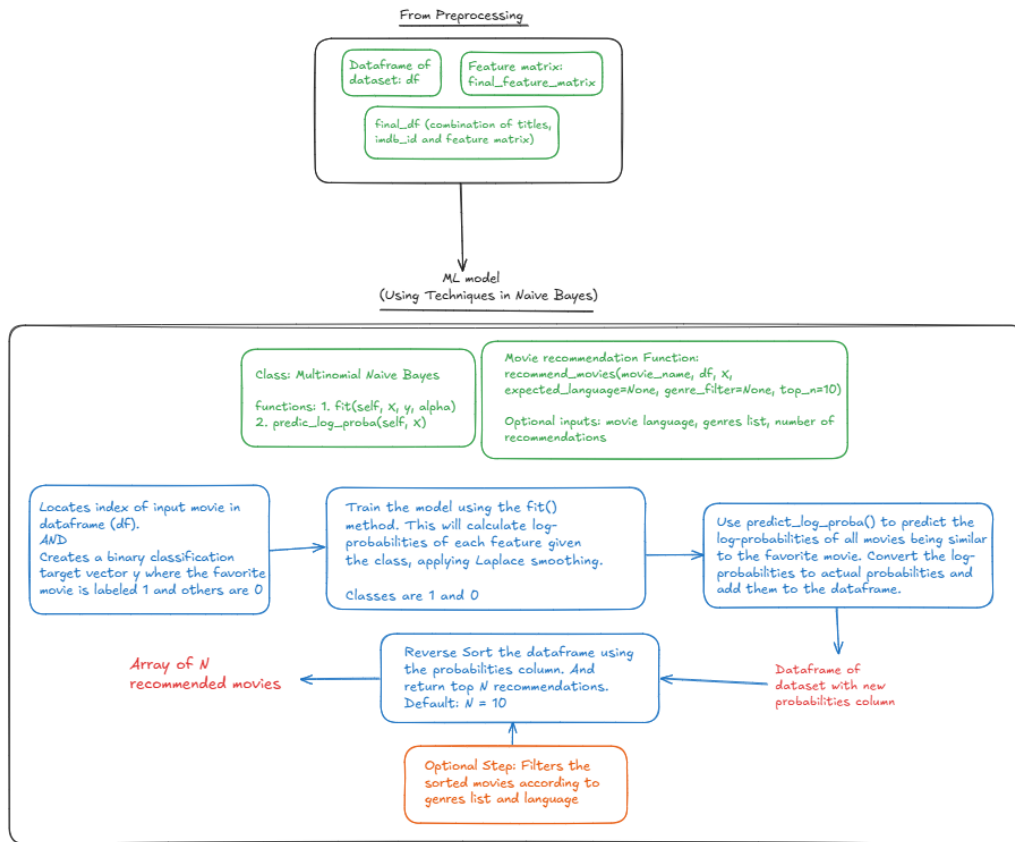 From Preprocessing
Dataframe of
dataset: df
Feature matrix:
final_feature_matrix
final_df (combination of titles,
imdb_id and feature matrix)
ML model
(Using Techniques in Naive Bayes)
Class: Multinomial Naive Bayes
functions: 1. fit(self, X, y, alpha)
2. predic_log_proba(self, X)
Movie recommendation Function:
recommend_movies(movie_name, df, X,
expected_language=None, genre_filter=None, top_n=10)
Optional inputs: movie language, genres list, number of
recommendations
Locates index of input movie in
dataframe (df).
AND
Creates a binary classification
target vector y where the favorite
movie is labeled 1 and others are 0
Train the model using the fit()
method. This will calculate log-
probabilities of each feature given
the class, applying Laplace smoothing.
Classes are 1 and 0
Use predict_log_proba() to predict the
log-probabilities of all movies being similar
to the favorite movie. Convert the log-
probabilities to actual probabilities and
add them to the dataframe.
Dataframe of
dataset with new
probabilities column
Reverse Sort the dataframe using
the probabilities column. And
return top N recommendations.
Default: N = 10
Array of N
recommended movies
Optional Step: Filters the
sorted movies according to
genres list and language